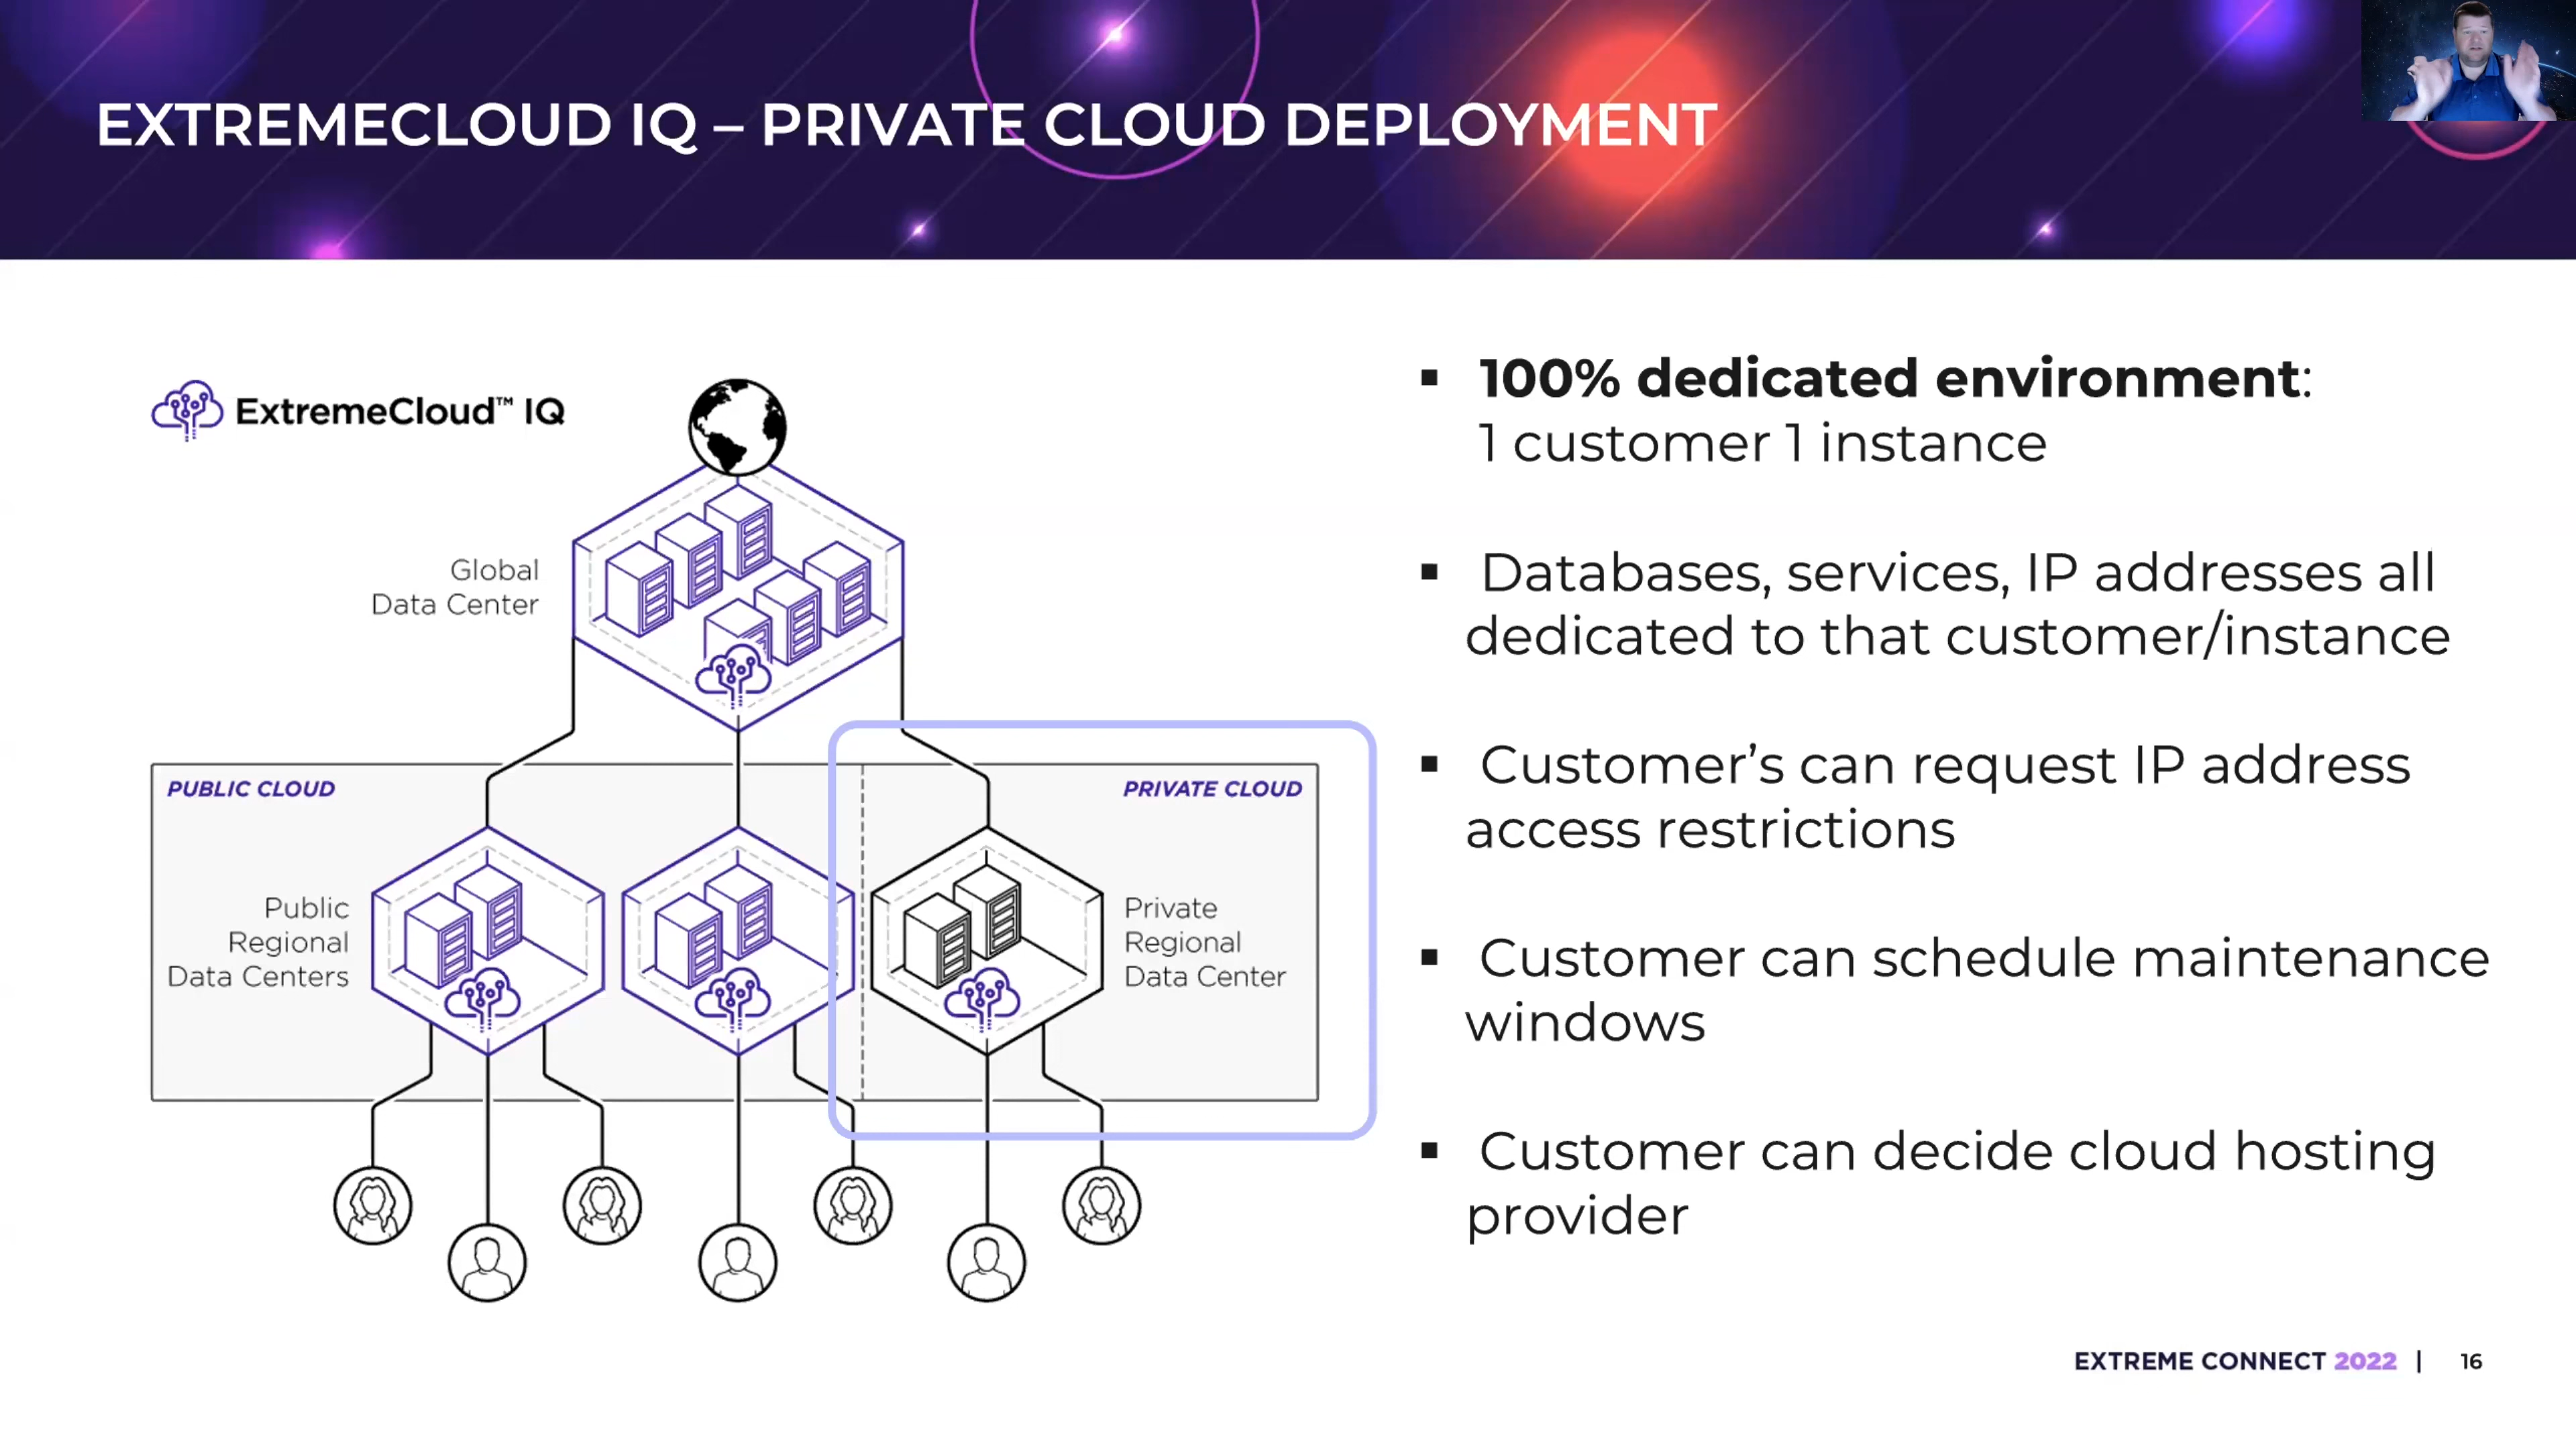 EXTREMECLOUD IQ – PRIVATE CLOUD DEPLOYMENT
ExtremeCloud™ IQ
Global
Data Center
PUBLIC CLOUD
PRIVATE CLOUD
Public
Regional
Data Centers
Private
Regional
Data Center
▪ 100% dedicated environment:
1 customer 1 instance
▪ Databases, services, IP addresses all
dedicated to that customer/instance
▪ Customer’s can request IP address
access restrictions
▪ Customer can schedule maintenance
windows
▪ Customer can decide cloud hosting
provider
EXTREME CONNECT 2022 | 16